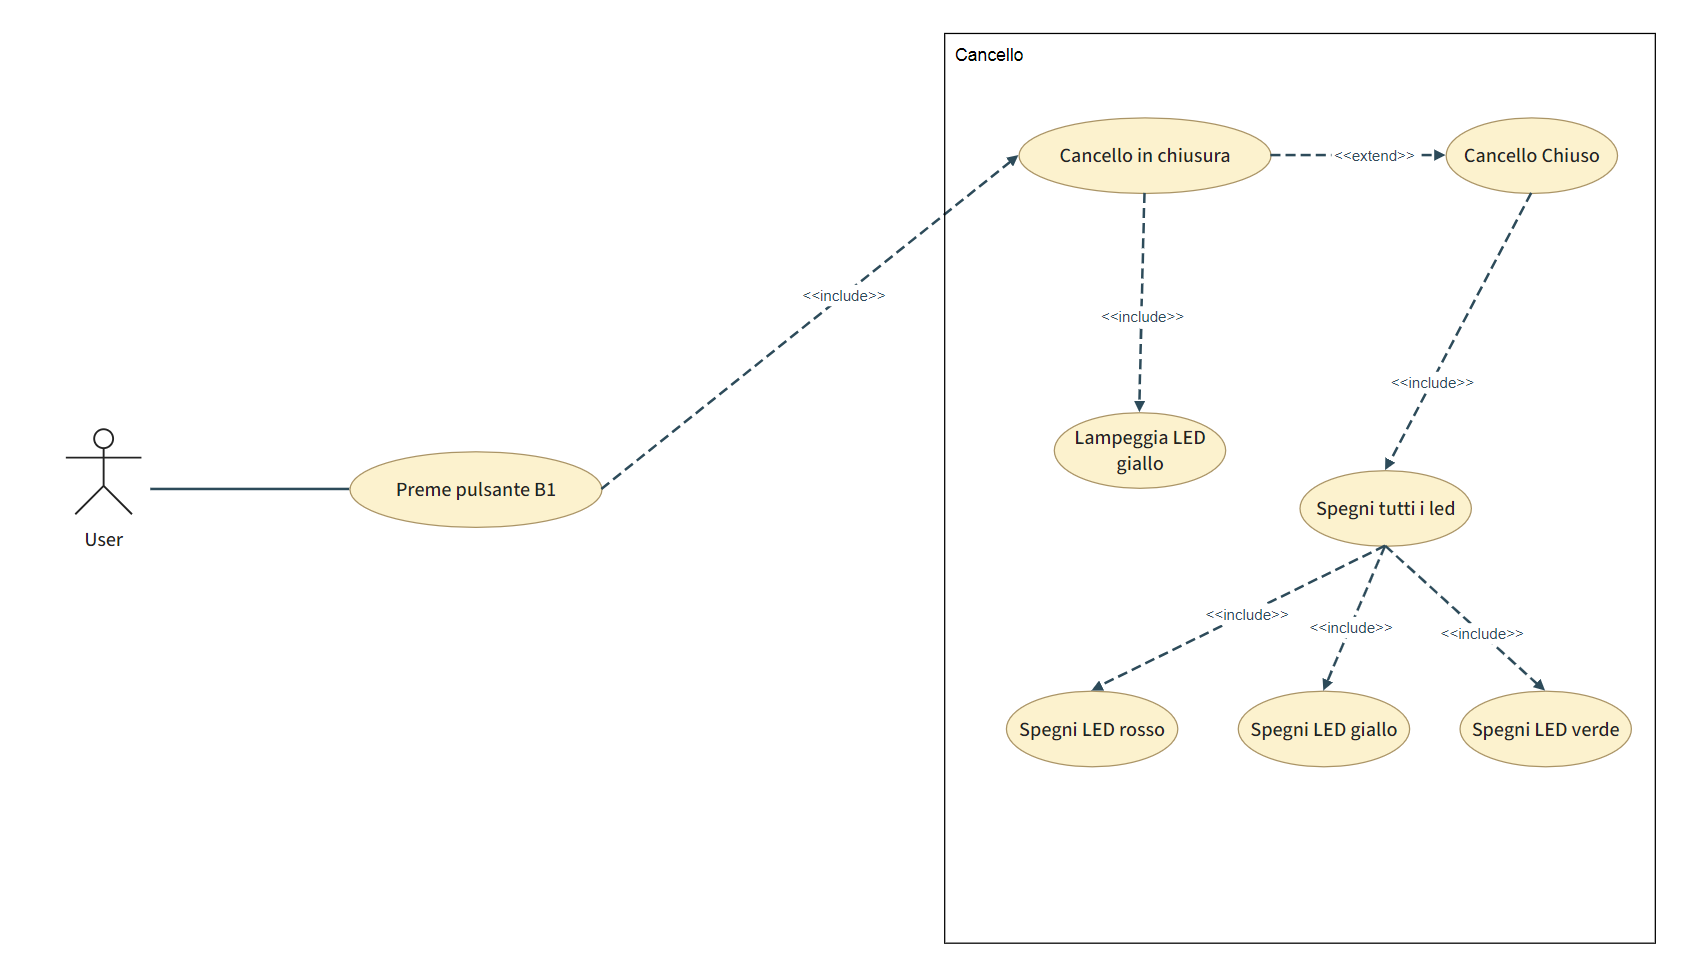 Cancello
Cancello in chiusura
<<extend>>
Cancello Chiuso
<<include>>
<<include>>
<<include>>
Lampeggia LED
giallo
Preme pulsante B1
Spegni tutti i led
User
<<include>>
<<include>>
<<include>>
Spegni LED rosso
Spegni LED giallo
Spegni LED verde